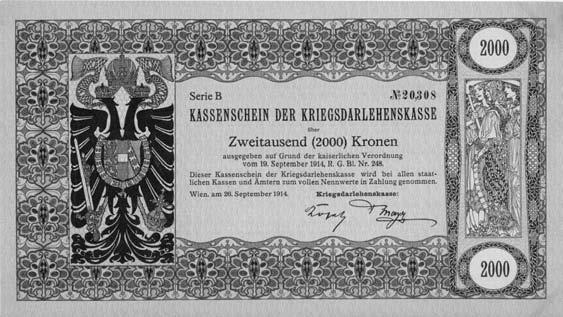 2000
Serie B №20,308
KASSENSCHEIN DER KRIEGSDARLEHENSKASSE
über
Zweitausend (2000) Kronen
ausgegeben auf Grund der kaiserlichen Verordnung
vom 19. September 1914, R. G. Bl. Nr. 248.
Dieser Kassenschein der Kriegsdarlehenskasse wird bei allen staat-
lichen Kassen und Ämtern zum vollen Nennwerte in Zahlung genommen.
Wien, am 26. September 1914. Kriegsdarlehenskasse:
2000